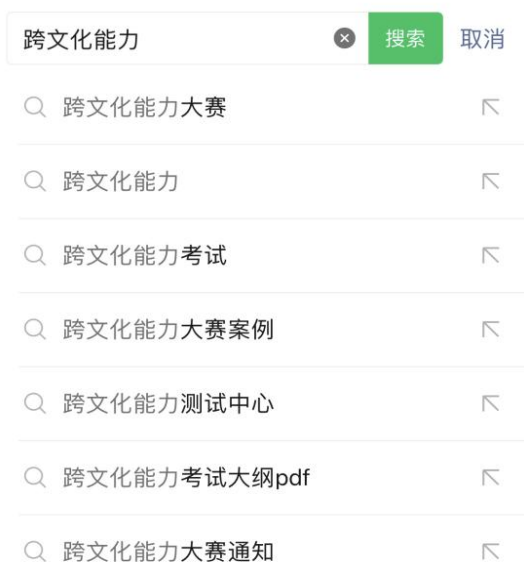 跨文化能力 搜索 取消
跨文化能力大赛
跨文化能力
跨文化能力考试
跨文化能力大赛案例
跨文化能力测试中心
跨文化能力考试大纲pdf
跨文化能力大赛通知